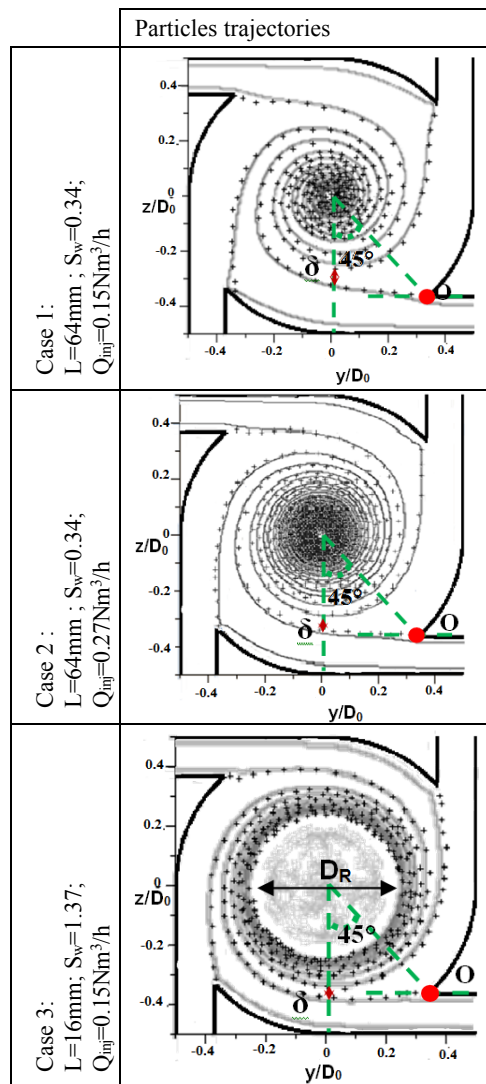 Particles trajectories
Case 1:
L=64mm ; Sw=0.34;
Qinj=0.15Nm³/h
0.4
0.2
0
z/D₀
-0.2
-0.4
45°
δ
O
-0.4
-0.2
0
0.2
0.4
y/D₀
Case 2 :
L=64mm ; Sw=0.34;
Qinj=0.27Nm³/h
0.4
0.2
0
z/D₀
-0.2
-0.4
45°
δ
O
-0.4
-0.2
0
0.2
0.4
y/D₀
Case 3:
L=16mm; Sw=1.37;
Qinj=0.15Nm³/h
0.4
0.2
0
z/D₀
-0.2
-0.4
DR
45°
δ
O
-0.4
-0.2
0
0.2
0.4
y/D₀